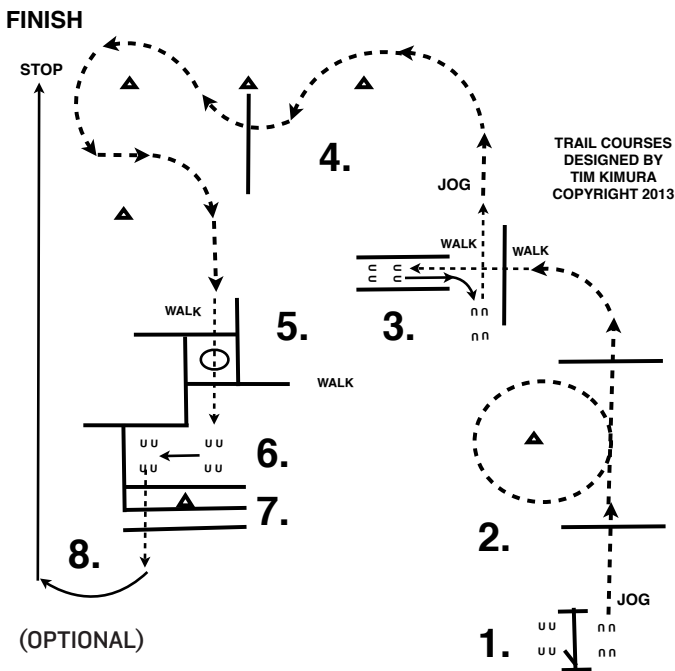 FINISH
STOP
4.
TRAIL COURSES
DESIGNED BY
TIM KIMURA
COPYRIGHT 2013
JOG
WALK
WALK
3.
WALK
5.
WALK
6.
7.
2.
8.
JOG
1.
(OPTIONAL)